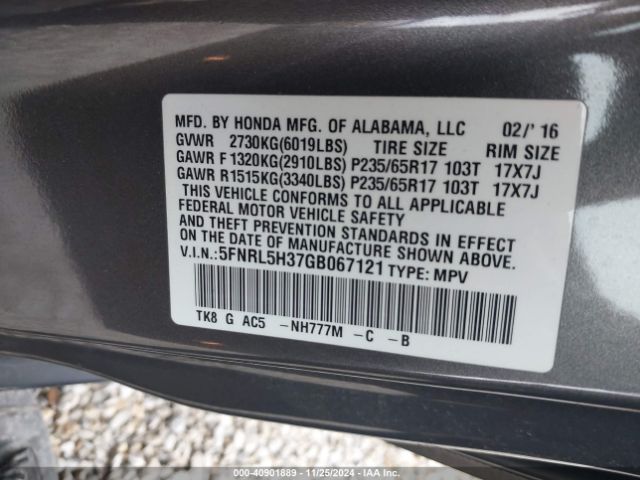 MFD. BY HONDA MFG. OF ALABAMA, LLC 02/' 16
GVWR 2730KG(6019LBS) TIRE SIZE RIM SIZE
GAWR F 1320KG(2910LBS) P235/65R17 103T 17X7J
GAWR R1515KG(3340LBS) P235/65R17 103T 17X7J
THIS VEHICLE CONFORMS TO ALL APPLICABLE
FEDERAL MOTOR VEHICLE SAFETY
AND THEFT PREVENTION STANDARDS IN EFFECT
ON THE DATE OF MANUFACTURE SHOWN ABOVE.
V.I.N.:5FNRL5H37GB067121 TYPE: MPV
TK8 G AC5 -NH777M -C -B
000-40901889 - 11/25/2024 - IAA Inc.